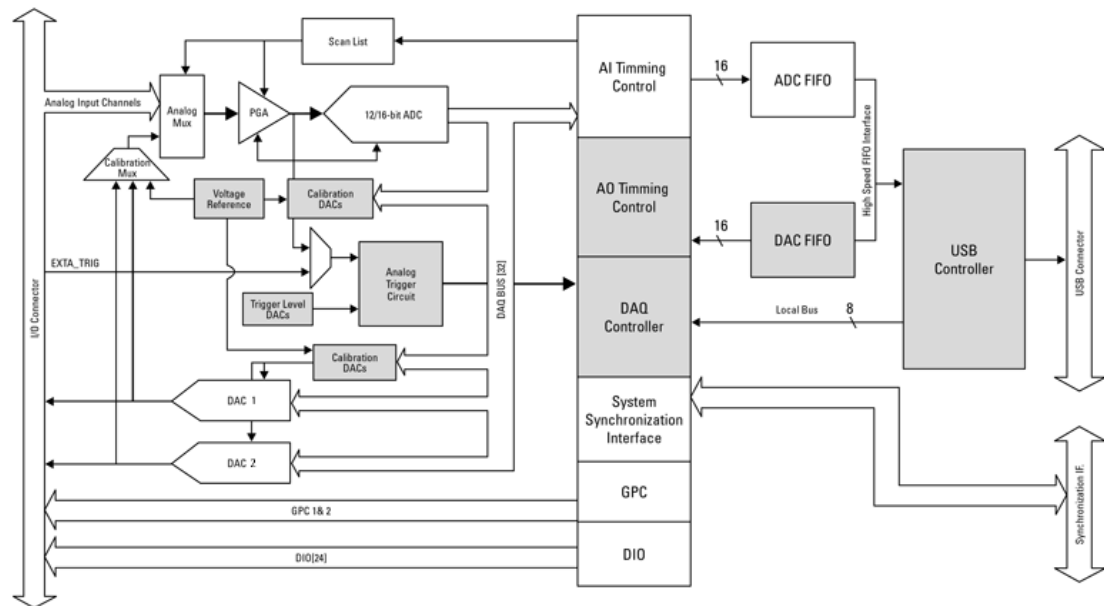 Scan List
Analog Input Channels
Analog
Mux
PGA
12/16-bit ADC
Calibration
Mux
Voltage
Reference
Calibration
DACs
EXTA_TRIG
Analog
Trigger
Circuit
Trigger Level
DACs
Calibration
DACs
DAC 1
DAC 2
GPC 1& 2
DIO[24]
I/O Connector
DAQ BUS [32]
AI Timming
Control
AO Timming
Control
DAQ
Controller
System
Synchronization
Interface
GPC
DIO
16
ADC FIFO
High Speed FIFO Interface
16
DAC FIFO
Local Bus
8
USB
Controller
USB Connector
Synchronization IF.